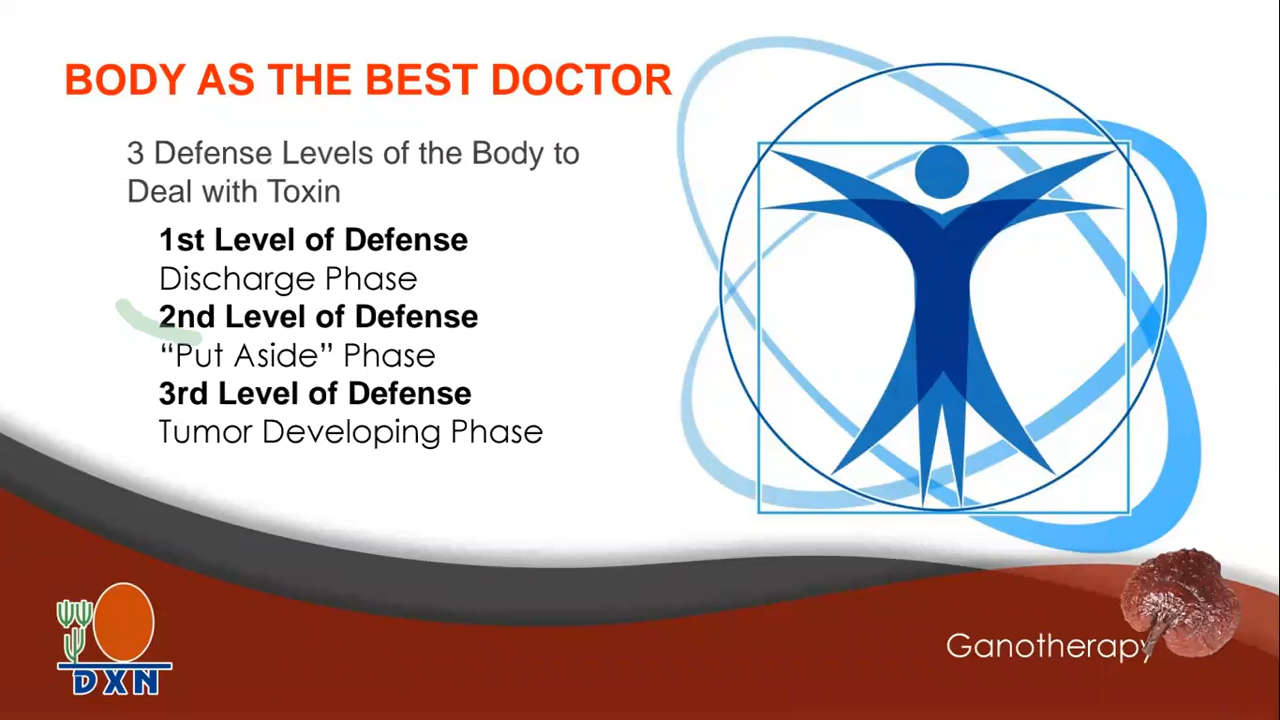 BODY AS THE BEST DOCTOR
3 Defense Levels of the Body to
Deal with Toxin
1st Level of Defense
Discharge Phase
2nd Level of Defense
“Put Aside” Phase
3rd Level of Defense
Tumor Developing Phase
DXN
Ganotherapy